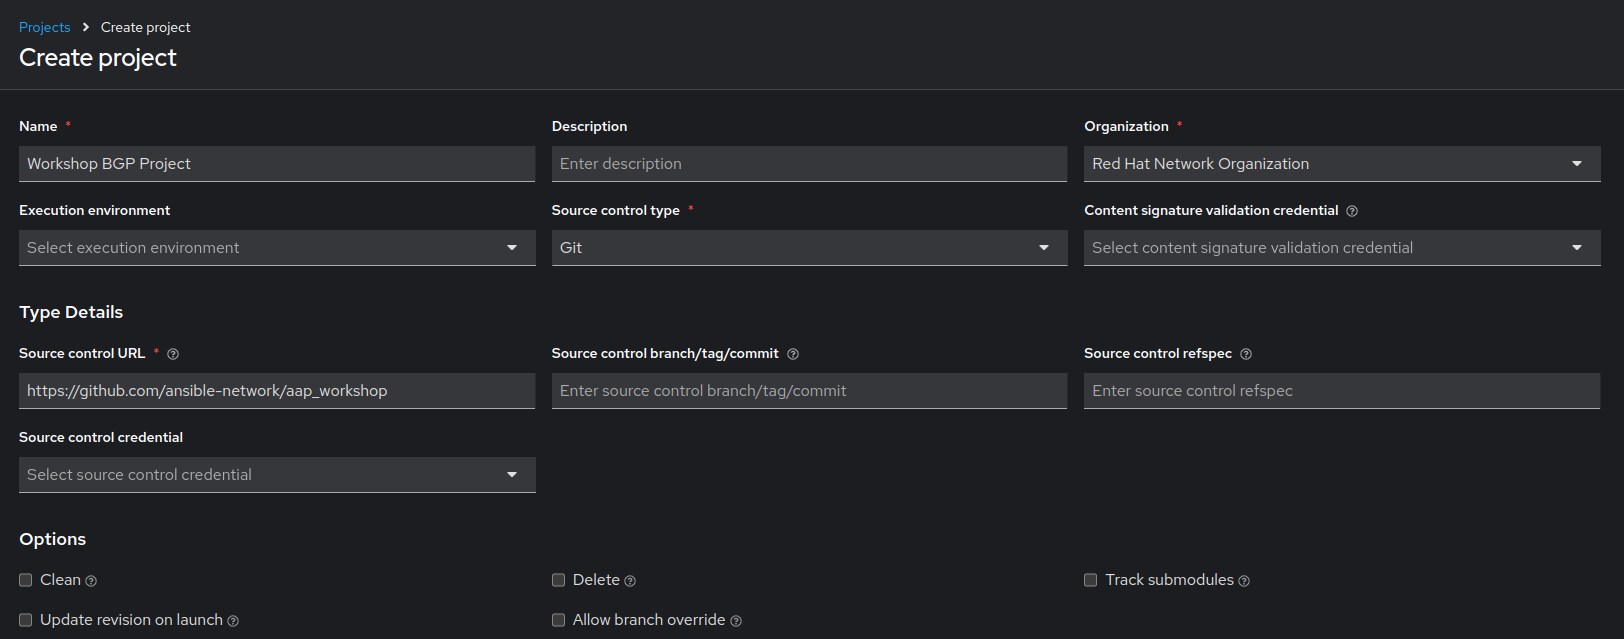 Projects > Create project
Create project
Name * Description Organization *
Workshop BGP Project Enter description Red Hat Network Organization
Execution environment Source control type * Content signature validation credential
Select execution environment Git Select content signature validation credential
Type Details
Source control URL * Source control branch/tag/commit Source control refspec
https://github.com/ansible-network/aap_workshop Enter source control branch/tag/commit Enter source control refspec
Source control credential
Select source control credential
Options
Clean Delete Track submodules
Update revision on launch Allow branch override